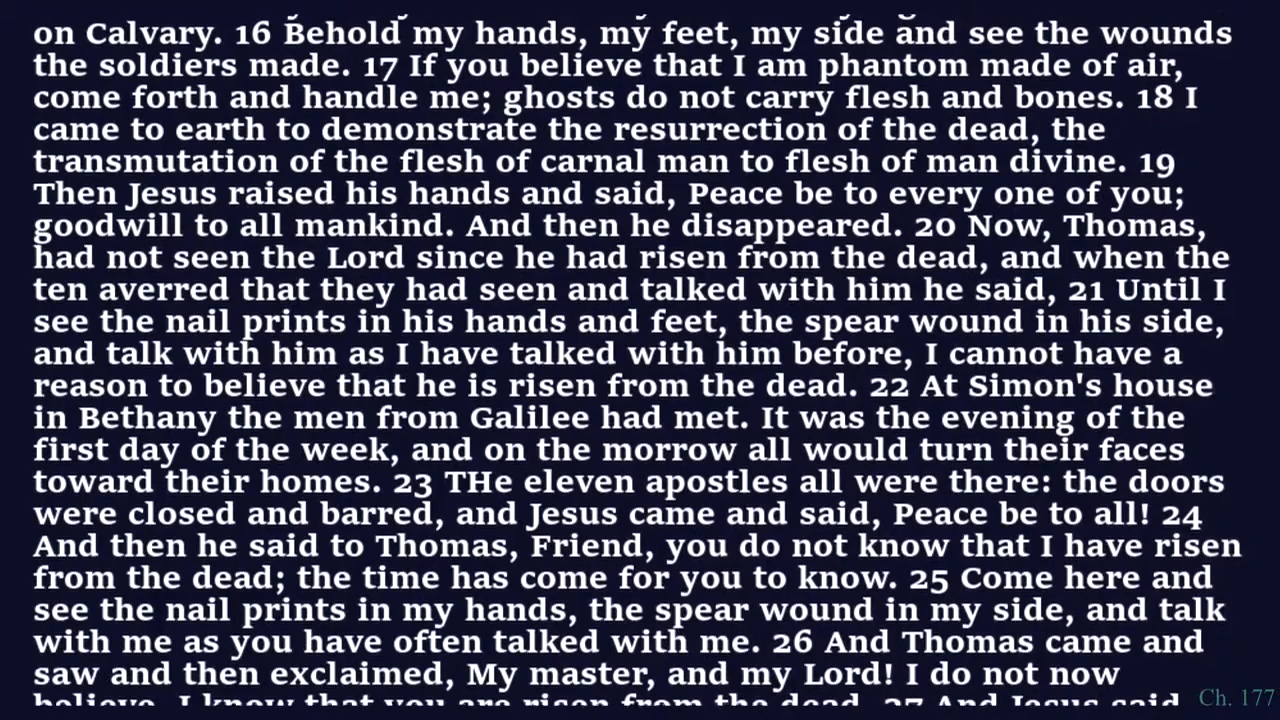 on Calvary. 16 Behold my hands, my feet, my side and see the wounds
the soldiers made. 17 If you believe that I am phantom made of air,
come forth and handle me; ghosts do not carry flesh and bones. 18 I
came to earth to demonstrate the resurrection of the dead, the
transmutation of the flesh of carnal man to flesh of man divine. 19
Then Jesus raised his hands and said, Peace be to every one of you;
goodwill to all mankind. And then he disappeared. 20 Now, Thomas,
had not seen the Lord since he had risen from the dead, and when the
ten averred that they had seen and talked with him he said, 21 Until I
see the nail prints in his hands and feet, the spear wound in his side,
and talk with him as I have talked with him before, I cannot have a
reason to believe that he is risen from the dead. 22 At Simon's house
in Bethany the men from Galilee had met. It was the evening of the
first day of the week, and on the morrow all would turn their faces
toward their homes. 23 THe eleven apostles all were there: the doors
were closed and barred, and Jesus came and said, Peace be to all! 24
And then he said to Thomas, Friend, you do not know that I have risen
from the dead; the time has come for you to know. 25 Come here and
see the nail prints in my hands, the spear wound in my side, and talk
with me as you have often talked with me. 26 And Thomas came and
saw and then exclaimed, My master, and my Lord! I do not now
believe, I know that you are risen from the dead. 27 And Jesus said,
Ch. 177